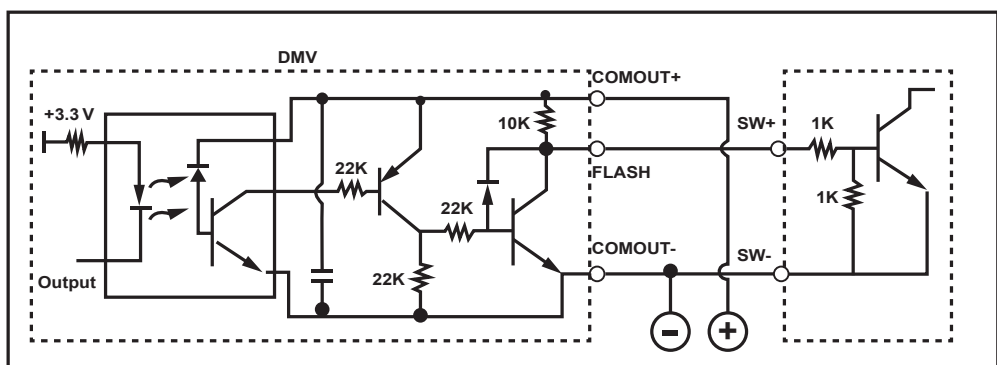 DMV
COMOUT+
+3.3 V
10K
SW+
1K
22K
FLASH
22K
1K
COMOUT-
SW-
Output
22K
-
+